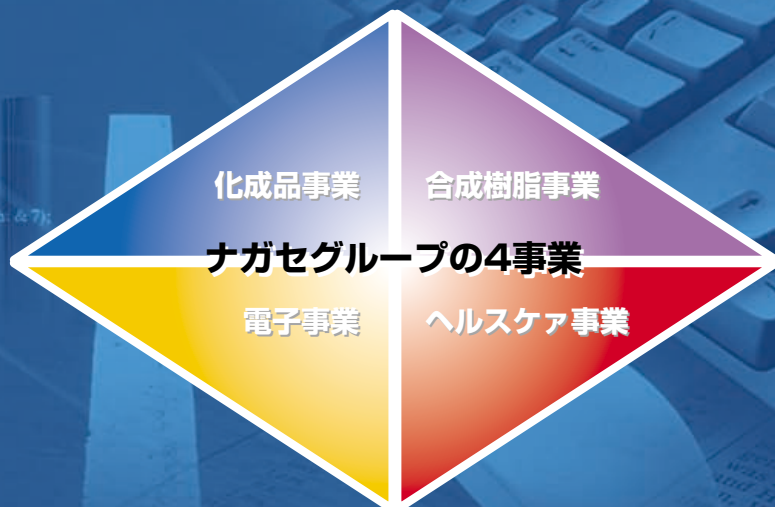 化成品事業
合成樹脂事業
ナガセグループの4事業
電子事業
ヘルスケァ事業
& 7);